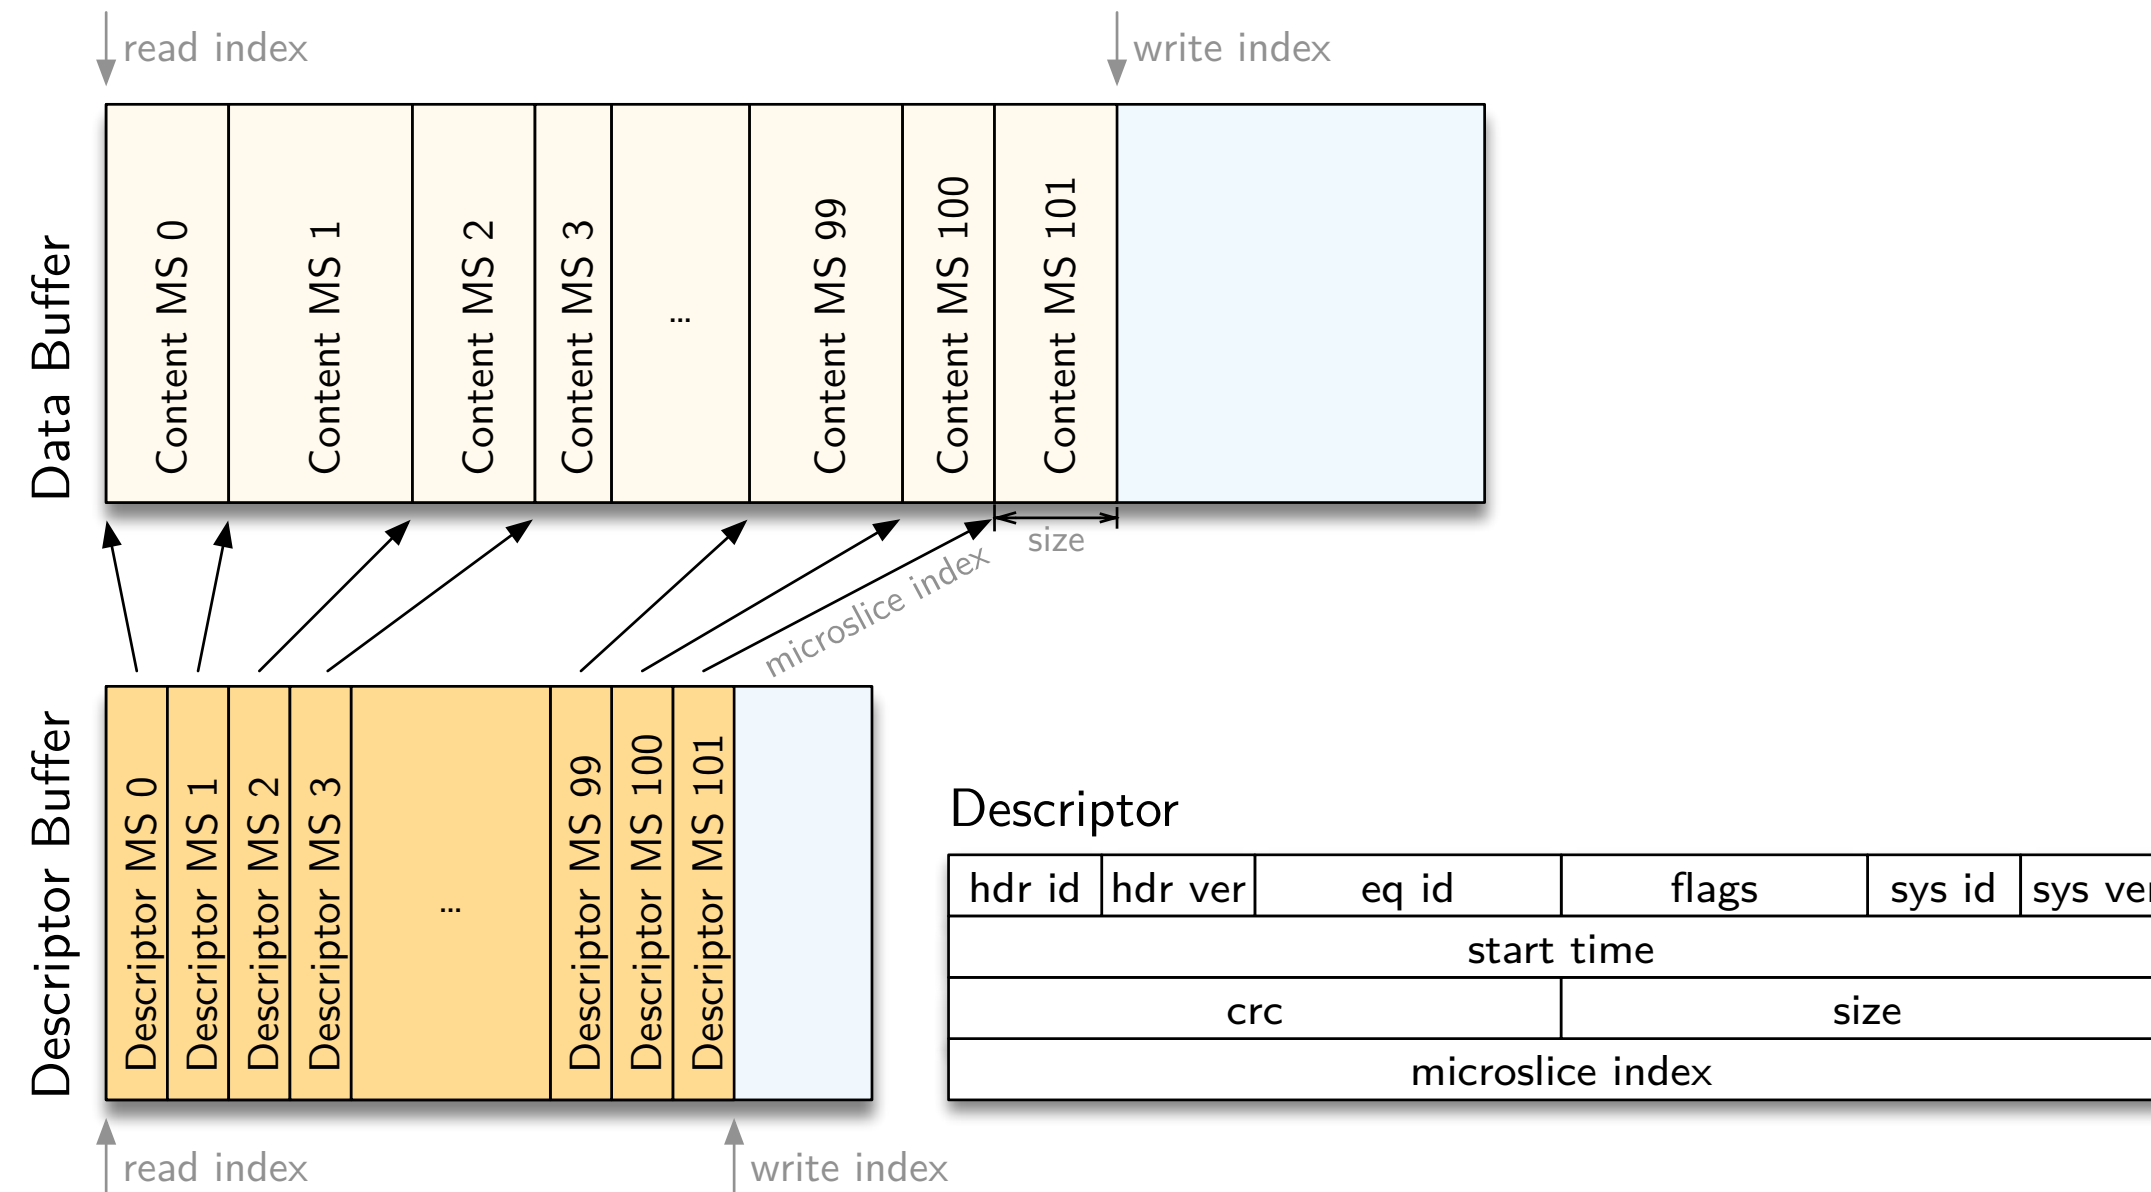 read index
write index
Data Buffer
Content MS 0
Content MS 1
Content MS 2
Content MS 3
...
Content MS 99
Content MS 100
Content MS 101
size
microslice index
Descriptor Buffer
Descriptor MS 0
Descriptor MS 1
Descriptor MS 2
Descriptor MS 3
...
Descriptor MS 99
Descriptor MS 100
Descriptor MS 101
read index
write index
Descriptor
hdr id hdr ver eq id flags sys id sys ver
start time
crc size
microslice index